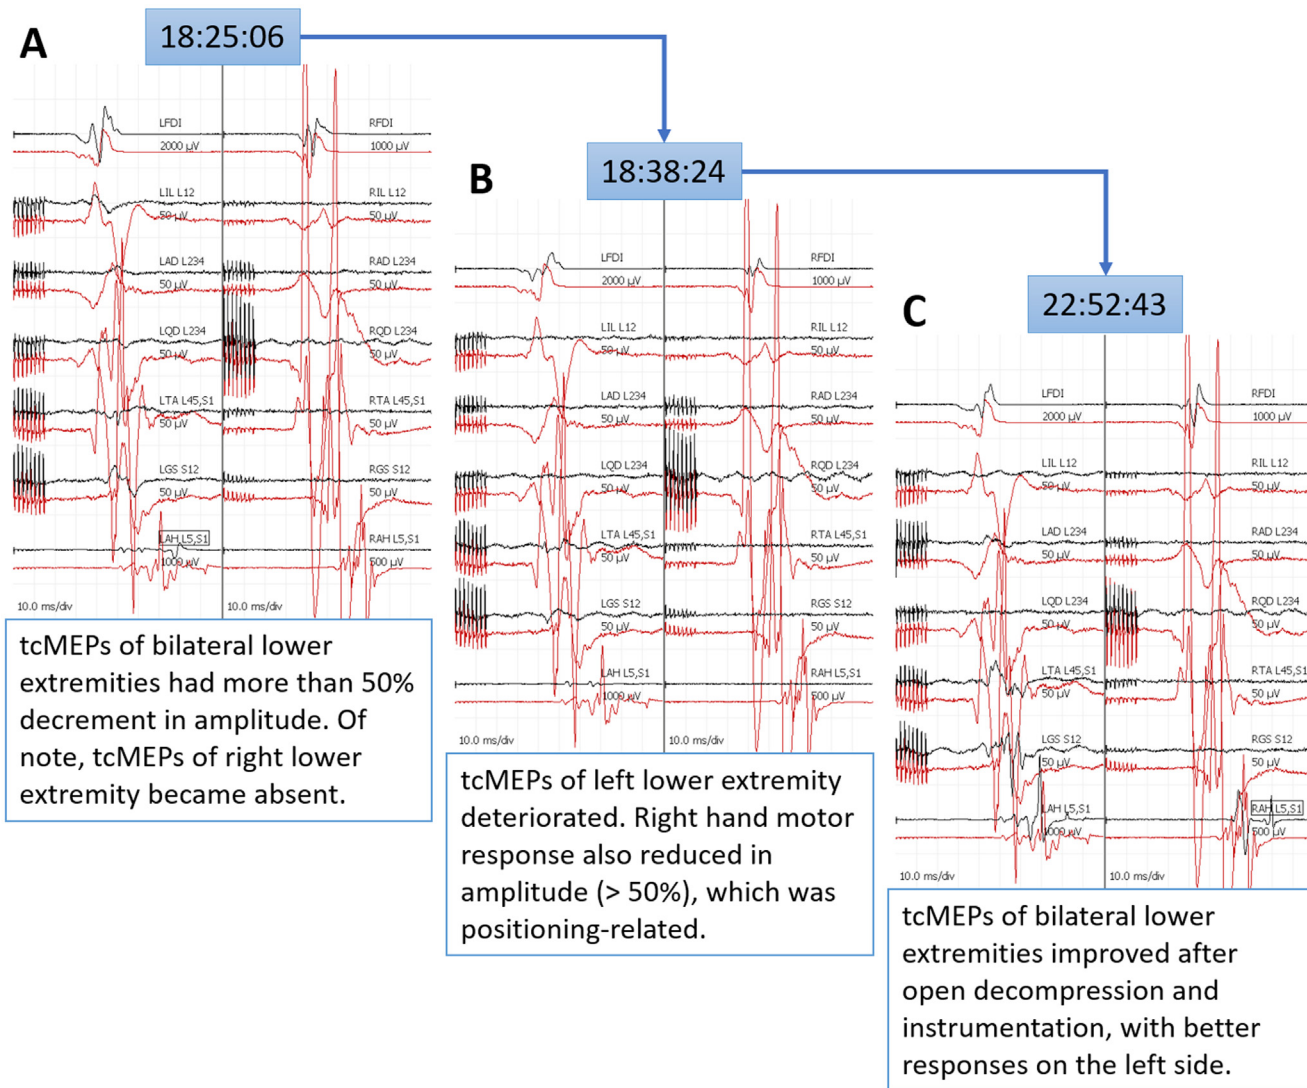 A
18:25:06
LFDI
2000 µV
RFDI
1000 µV
LIL L12
50 µV
RIL L12
50 µV
LAD L234
50 µV
RAD L234
50 µV
LQD L234
50 µV
RQD L234
50 µV
LTA L45,S1
50 µV
RTA L45,S1
50 µV
LGS S12
50 µV
RGS S12
50 µV
LAH L5,S1
1000 µV
RAH L5,S1
500 µV
10.0 ms/div
10.0 ms/div
tcMEPs of bilateral lower
extremities had more than 50%
decrement in amplitude. Of
note, tcMEPs of right lower
extremity became absent.
B
18:38:24
LFDI
2000 µV
RFDI
1000 µV
LIL L12
50 µV
RIL L12
50 µV
LAD L234
50 µV
RAD L234
50 µV
LQD L234
50 µV
RQD L234
50 µV
LTA L45,S1
50 µV
RTA L45,S1
50 µV
LGS S12
50 µV
RGS S12
50 µV
LAH L5,S1
1000 µV
RAH L5,S1
500 µV
10.0 ms/div
10.0 ms/div
tcMEPs of left lower extremity
deteriorated. Right hand motor
response also reduced in
amplitude (> 50%), which was
positioning-related.
C
22:52:43
LFDI
2000 µV
RFDI
1000 µV
LIL L12
50 µV
RIL L12
50 µV
LAD L234
50 µV
RAD L234
50 µV
LQD L234
50 µV
RQD L234
50 µV
LTA L45,S1
50 µV
RTA L45,S1
50 µV
LGS S12
50 µV
RGS S12
50 µV
LAH L5,S1
1000 µV
RAH L5,S1
500 µV
10.0 ms/div
10.0 ms/div
tcMEPs of bilateral lower
extremities improved after
open decompression and
instrumentation, with better
responses on the left side.